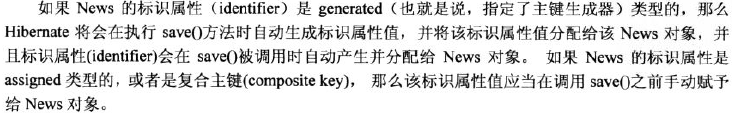 如果 News 的标识属性（identifier）是 generated（也就是说，指定了主键生成器）类型的，那么
Hibernate 将会在执行 save()方法时自动生成标识属性值，并将该标识属性值分配给该 News 对象，并
且标识属性(identifier)会在 save()被调用时自动产生并分配给 News 对象。 如果 News 的标识属性是
assigned 类型的，或者是复合主键(composite key)， 那么该标识属性值应当在调用 save()之前手动赋予
给 News 对象。